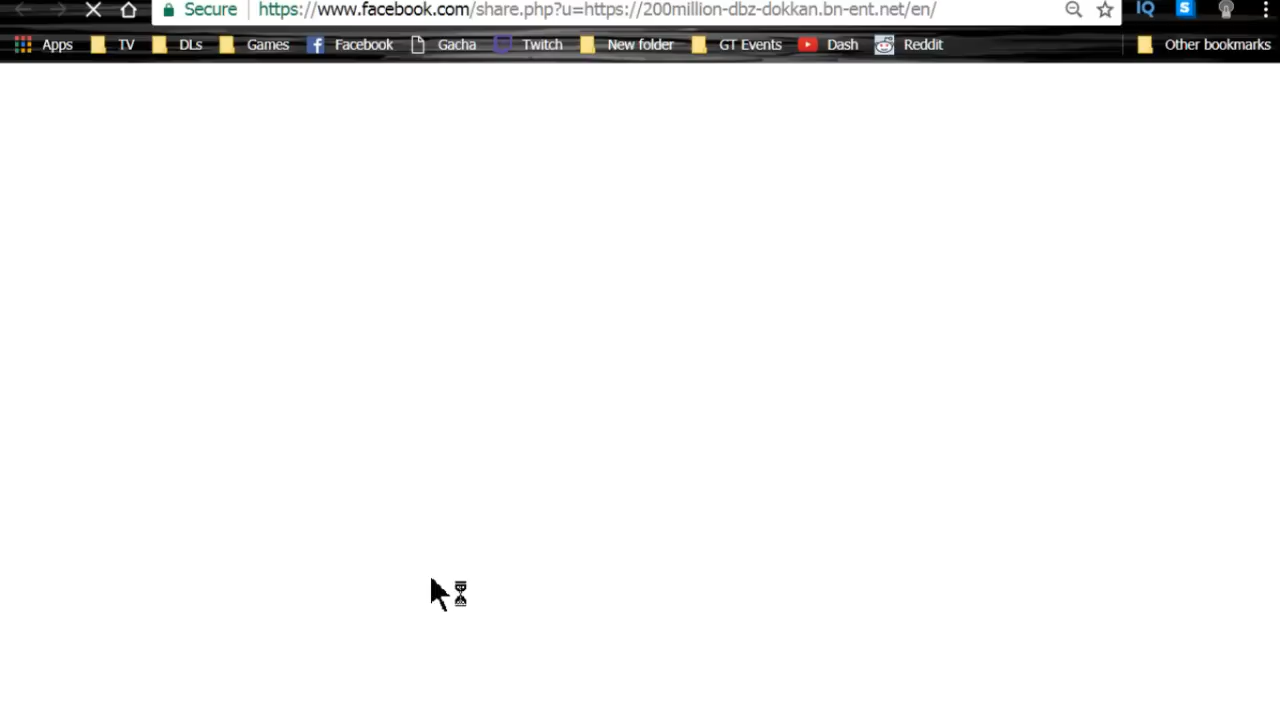 Secure https://www.facebook.com/share.php?u=https://200million-dbz-dokkan.bn-ent.net/en/ IQ S
Apps TV DLs Games Facebook Gacha Twitch New folder GT Events Dash Reddit Other bookmarks